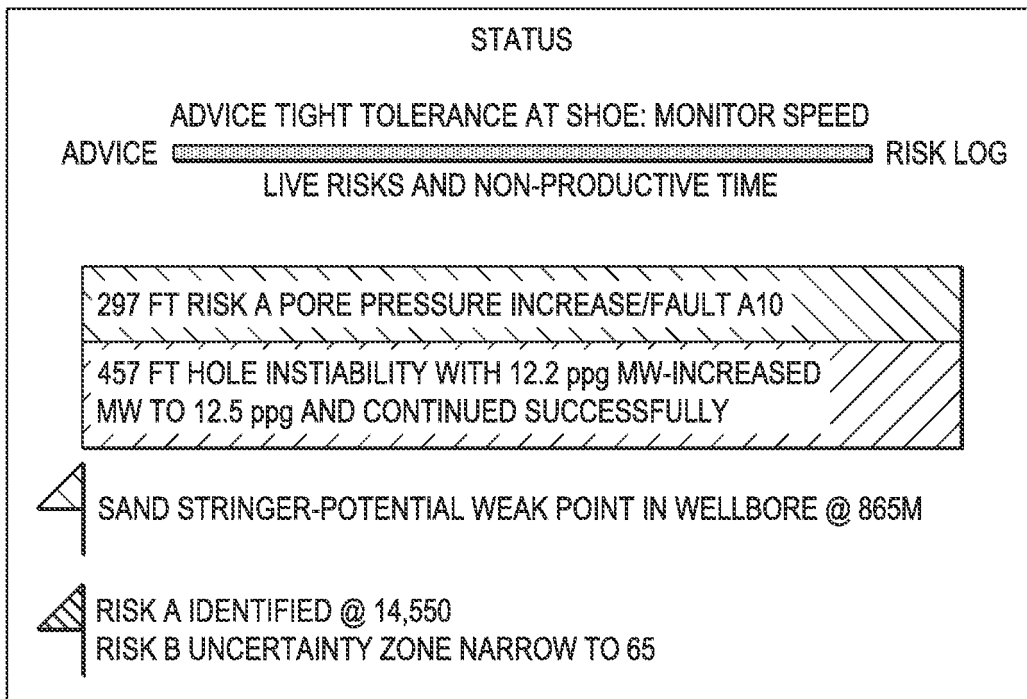 STATUS
ADVICE TIGHT TOLERANCE AT SHOE: MONITOR SPEED
ADVICE RISK LOG
LIVE RISKS AND NON-PRODUCTIVE TIME
297 FT RISK A PORE PRESSURE INCREASE/FAULT A10
457 FT HOLE INSTIABILITY WITH 12.2 ppg MW-INCREASED
MW TO 12.5 ppg AND CONTINUED SUCCESSFULLY
SAND STRINGER-POTENTIAL WEAK POINT IN WELLBORE @ 865M
RISK A IDENTIFIED @ 14,550
RISK B UNCERTAINTY ZONE NARROW TO 65